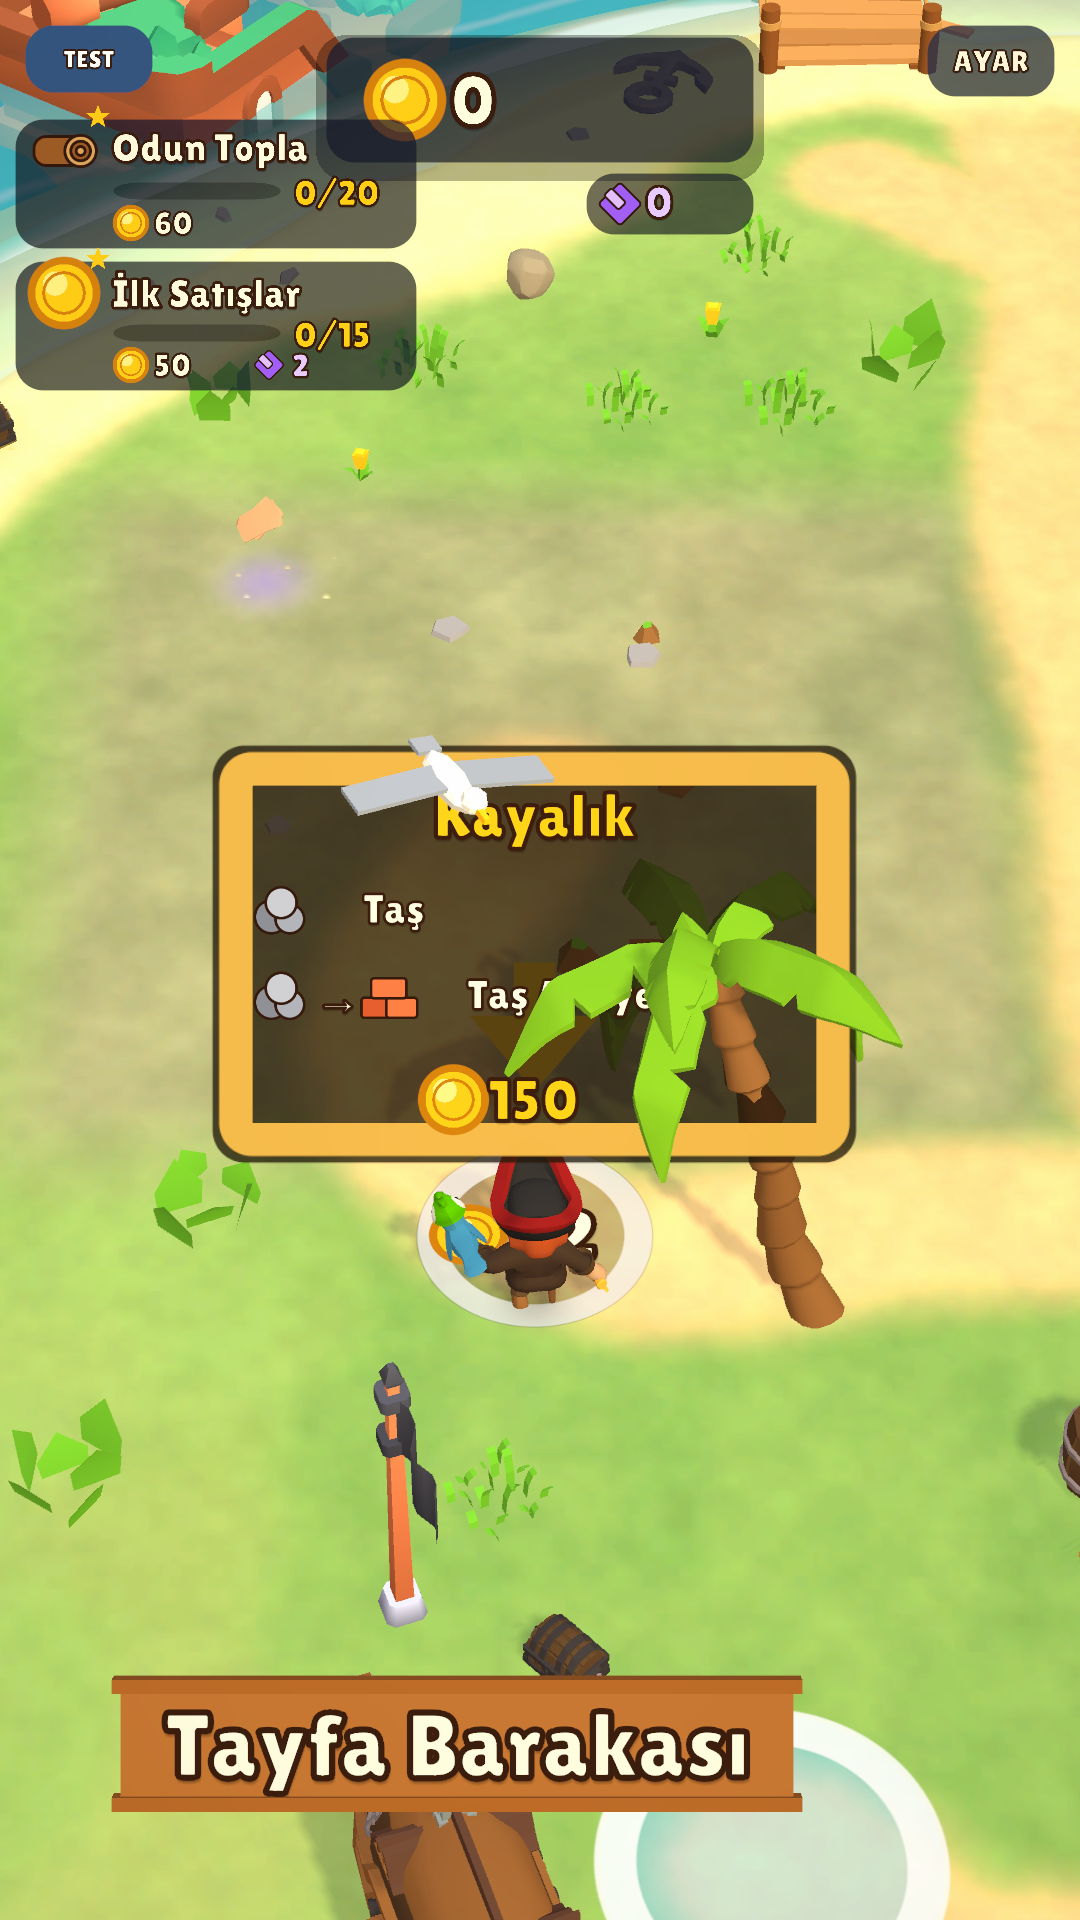 TEST
0
AYAR
Odun Topla
0/20
60
0
İlk Satışlar
0/15
50
2
Kayalık
Taş
→
Taş
150
2
Tayfa Barakası